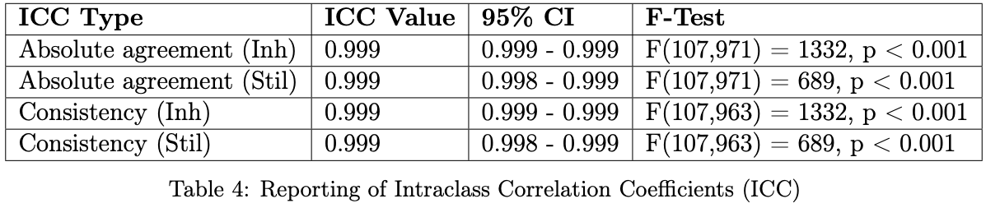 ICC Type ICC Value 95% CI F-Test
Absolute agreement (Inh) 0.999 0.999 - 0.999 F(107,971) = 1332, p < 0.001
Absolute agreement (Stil) 0.999 0.998 - 0.999 F(107,971) = 689, p < 0.001
Consistency (Inh) 0.999 0.999 - 0.999 F(107,963) = 1332, p < 0.001
Consistency (Stil) 0.999 0.998 - 0.999 F(107,963) = 689, p < 0.001
Table 4: Reporting of Intraclass Correlation Coefficients (ICC)